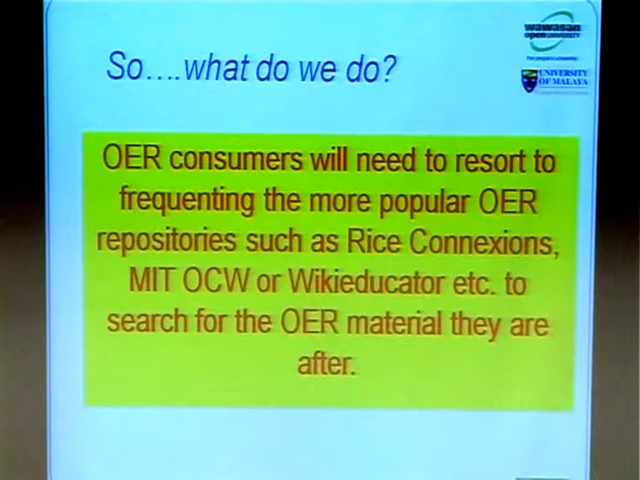 So....what do we do?
wawasan
open UNIVERSITY
UNIVERSITY
OF MALAYA
OER consumers will need to resort to
frequenting the more popular OER
repositories such as Rice Connexions,
MIT OCW or Wikieducator etc. to
search for the OER material they are
after.